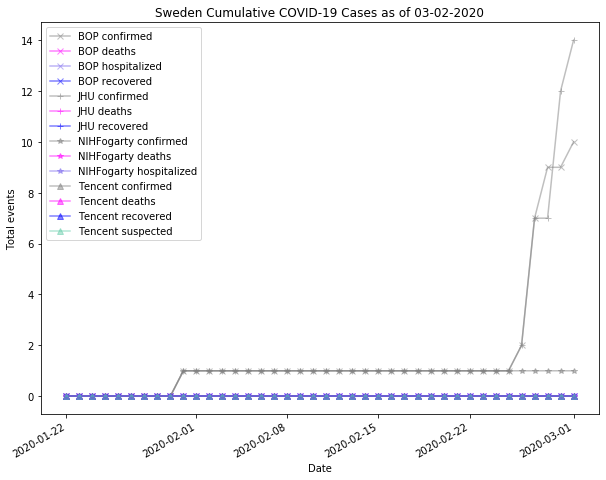 Sweden Cumulative COVID-19 Cases as of 03-02-2020
BOP confirmed
BOP deaths
BOP hospitalized
BOP recovered
JHU confirmed
JHU deaths
JHU recovered
NIHFogarty confirmed
NIHFogarty deaths
NIHFogarty hospitalized
Tencent confirmed
Tencent deaths
Tencent recovered
Tencent suspected
Total events
14
12
10
8
6
4
2
0
2020-01-22
2020-02-01
2020-02-08
2020-02-15
2020-02-22
2020-03-01
Date